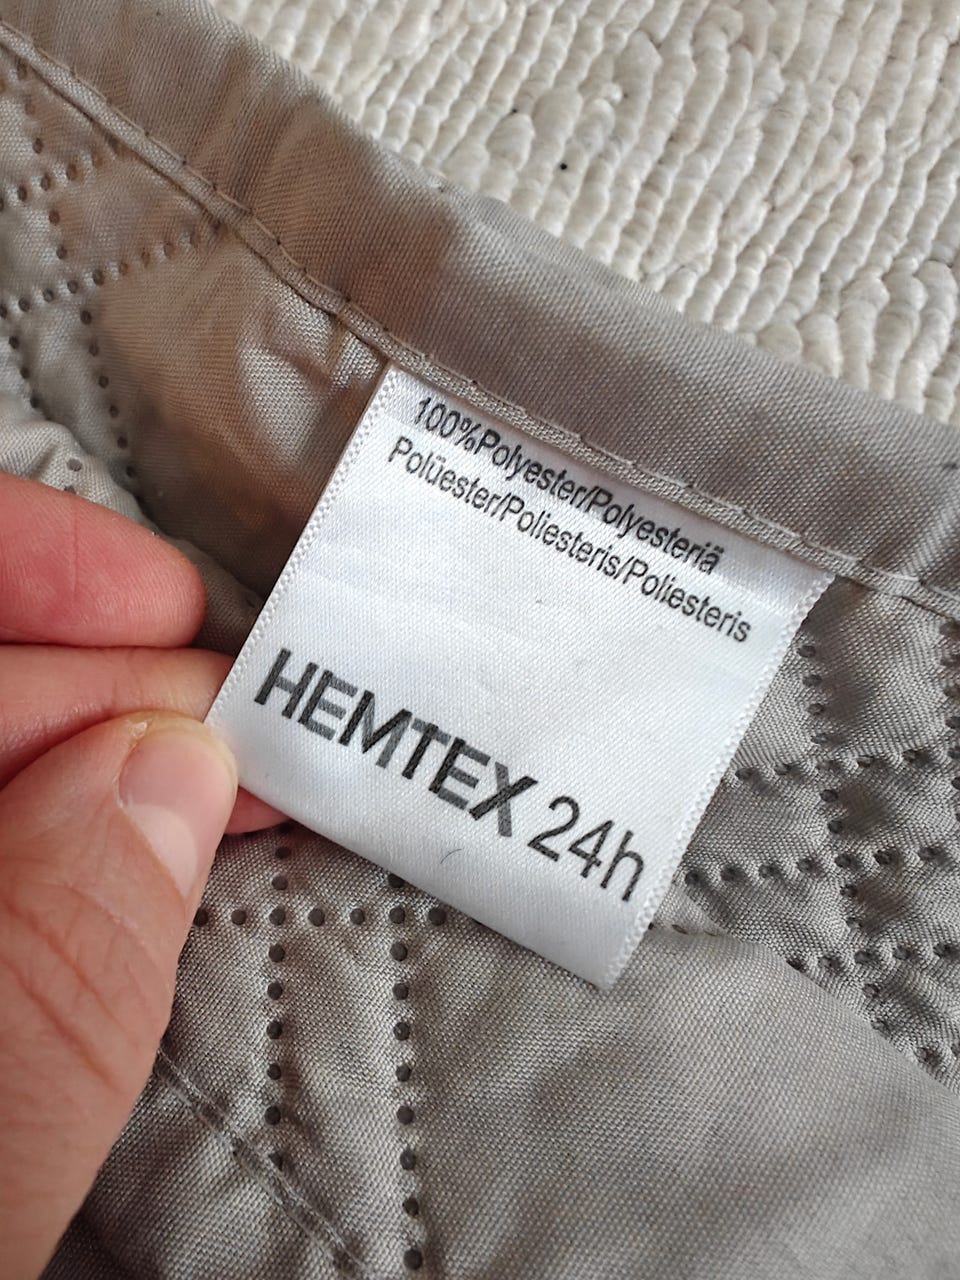 100%Polyester/Polyesteriä
Polüester/Poliesteris/Poliesteris
HEMTEX 24h